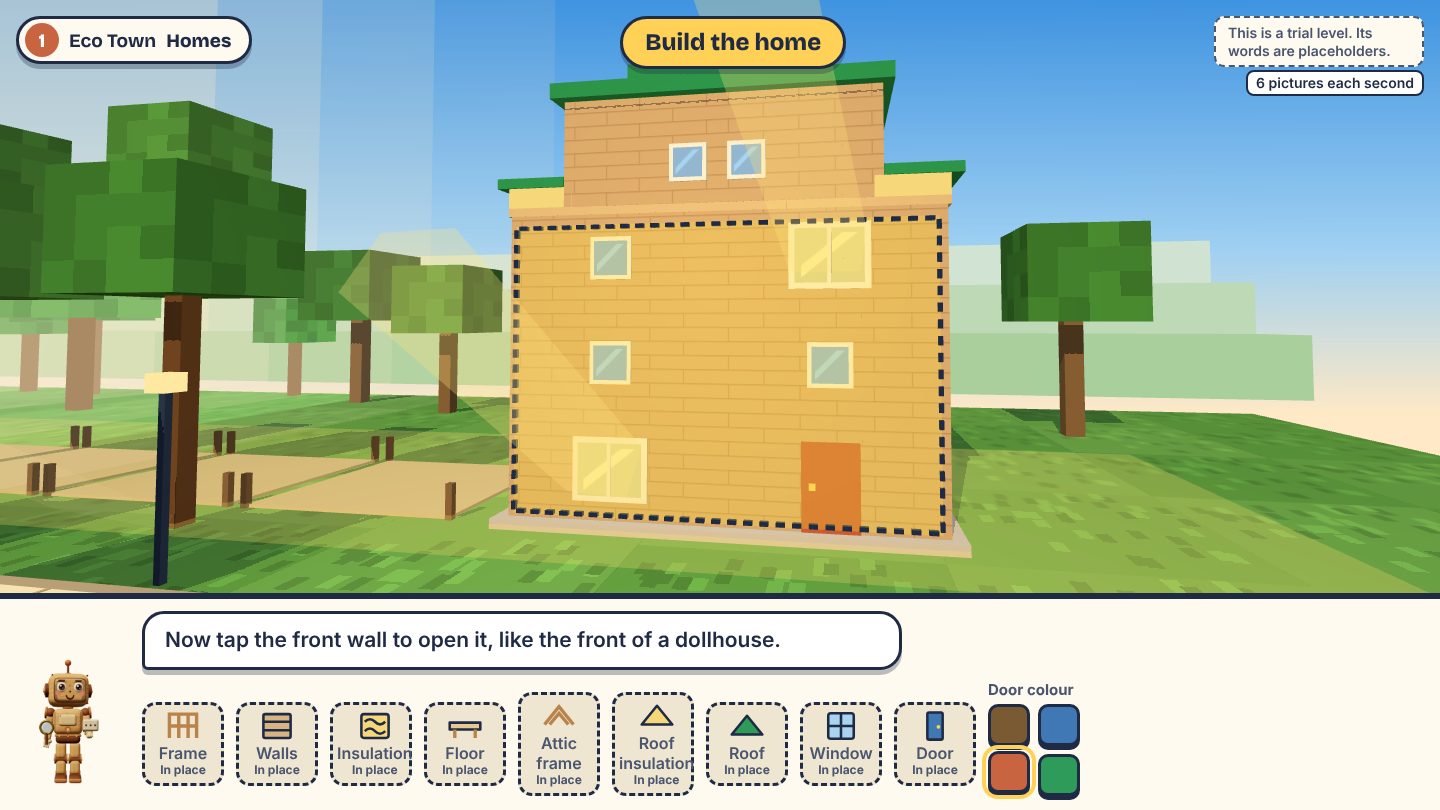 1 Eco Town Homes
Build the home
This is a trial level. Its
words are placeholders.
6 pictures each second
Now tap the front wall to open it, like the front of a dollhouse.
Door colour
Frame
In place
Walls
In place
Insulation
In place
Floor
In place
Attic
frame
In place
Roof
insulation
In place
Roof
In place
Window
In place
Door
In place